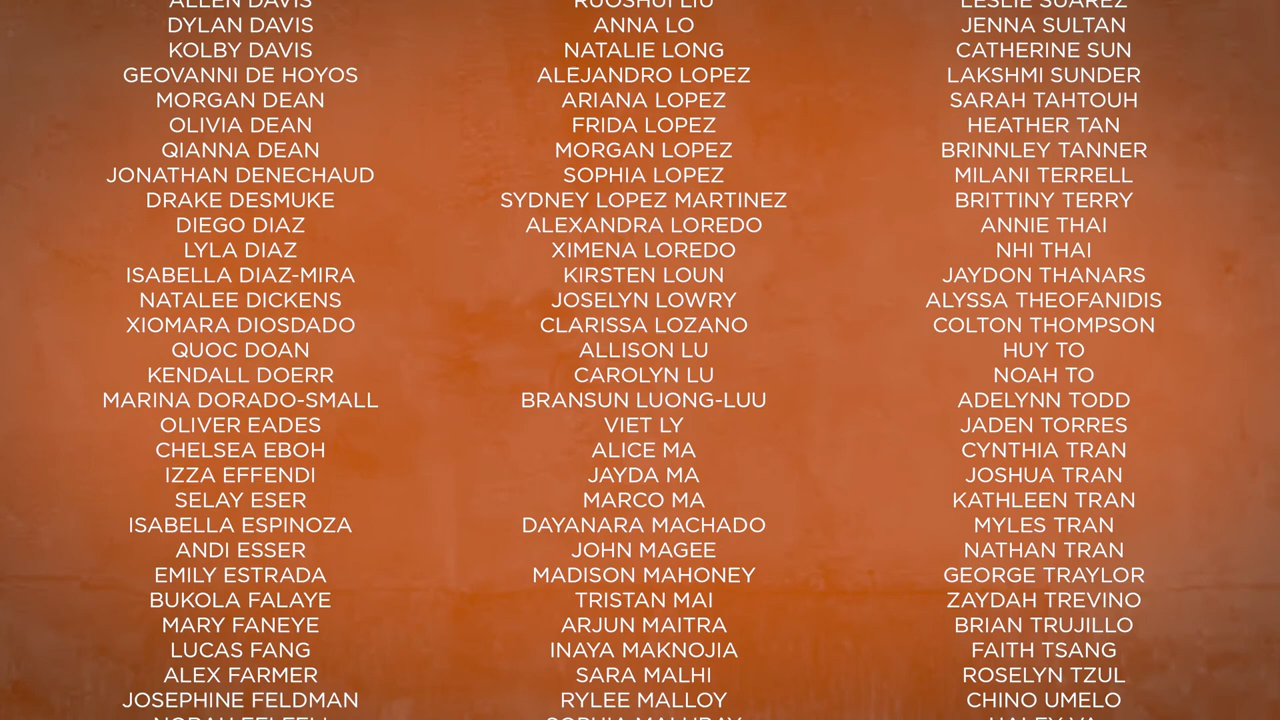 ALLEN DAVIS
DYLAN DAVIS
KOLBY DAVIS
GEOVANNI DE HOYOS
MORGAN DEAN
OLIVIA DEAN
QIANNA DEAN
JONATHAN DENECHAUD
DRAKE DESMUKE
DIEGO DIAZ
LYLA DIAZ
ISABELLA DIAZ-MIRA
NATALEE DICKENS
XIOMARA DIOSDADO
QUOC DOAN
KENDALL DOERR
MARINA DORADO-SMALL
OLIVER EADES
CHELSEA EBOH
IZZA EFFENDI
SELAY ESER
ISABELLA ESPINOZA
ANDI ESSER
EMILY ESTRADA
BUKOLA FALAYE
MARY FANEYE
LUCAS FANG
ALEX FARMER
JOSEPHINE FELDMAN
RUOSHUI LIU
ANNA LO
NATALIE LONG
ALEJANDRO LOPEZ
ARIANA LOPEZ
FRIDA LOPEZ
MORGAN LOPEZ
SOPHIA LOPEZ
SYDNEY LOPEZ MARTINEZ
ALEXANDRA LOREDO
XIMENA LOREDO
KIRSTEN LOUN
JOSELYN LOWRY
CLARISSA LOZANO
ALLISON LU
CAROLYN LU
BRANSUN LUONG-LUU
VIET LY
ALICE MA
JAYDA MA
MARCO MA
DAYANARA MACHADO
JOHN MAGEE
MADISON MAHONEY
TRISTAN MAI
ARJUN MAITRA
INAYA MAKNOJIA
SARA MALHI
RYLEE MALLOY
LESLIE SUAREZ
JENNA SULTAN
CATHERINE SUN
LAKSHMI SUNDER
SARAH TAHTOUH
HEATHER TAN
BRINNLEY TANNER
MILANI TERRELL
BRITTINY TERRY
ANNIE THAI
NHI THAI
JAYDON THANARS
ALYSSA THEOFANIDIS
COLTON THOMPSON
HUY TO
NOAH TO
ADELYNN TODD
JADEN TORRES
CYNTHIA TRAN
JOSHUA TRAN
KATHLEEN TRAN
MYLES TRAN
NATHAN TRAN
GEORGE TRAYLOR
ZAYDAH TREVINO
BRIAN TRUJILLO
FAITH TSANG
ROSELYN TZUL
CHINO UMELO